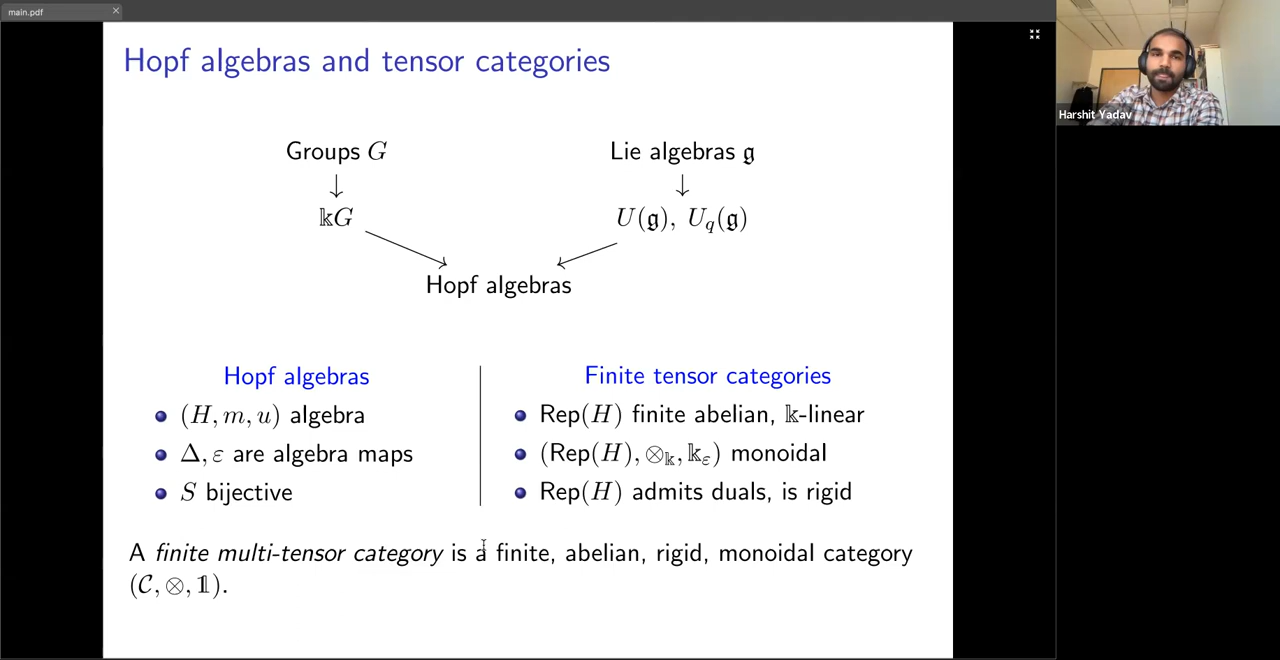 main.pdf
Hopf algebras and tensor categories
Harshit Yadav
Groups G
Lie algebras 𝔤
↓
↓
𝕜G
U(𝔤), U_q(𝔤)
Hopf algebras
Hopf algebras
Finite tensor categories
(H, m, u) algebra
Rep(H) finite abelian, 𝕜-linear
Δ, ε are algebra maps
(Rep(H), ⊗_𝕜, 𝕜_ε) monoidal
S bijective
Rep(H) admits duals, is rigid
A finite multi-tensor category is a finite, abelian, rigid, monoidal category
(𝒞, ⊗, 𝟙).